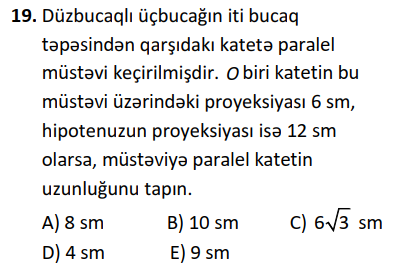 19. Düzbucaqlı üçbucağın iti bucaq
təpəsindən qarşıdakı katetə paralel
müstəvi keçirilmişdir. O biri katetin bu
müstəvi üzərindəki proyeksiyası 6 sm,
hipotenuzun proyeksiyası isə 12 sm
olarsa, müstəviyə paralel katetin
uzunluğunu tapın.
A) 8 sm B) 10 sm C) 6√3 sm
D) 4 sm E) 9 sm